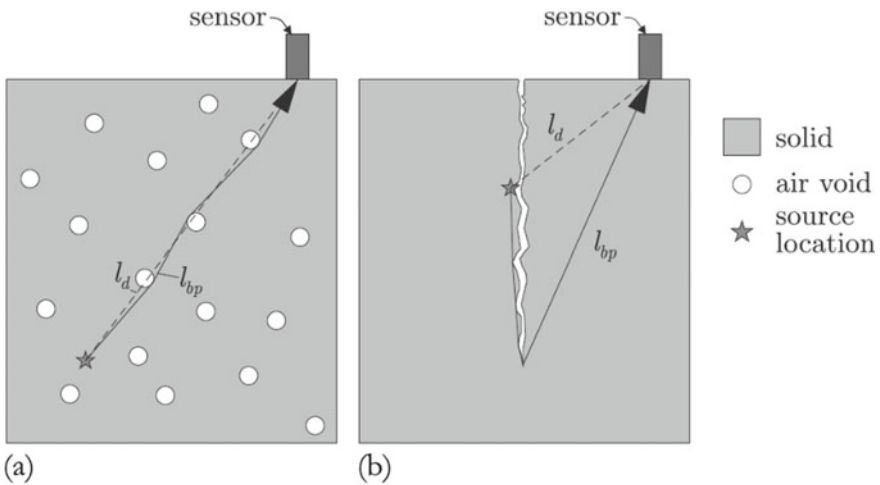 sensor
sensor
l_d
l_bp
l_d
l_bp
solid
air void
source
location
(a)
(b)